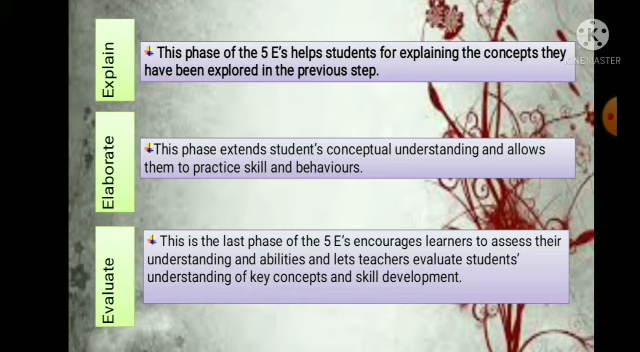 Explain
This phase of the 5 E's helps students for explaining the concepts they
have been explored in the previous step.
Elaborate
This phase extends student's conceptual understanding and allows
them to practice skill and behaviours.
Evaluate
This is the last phase of the 5 E's encourages learners to assess their
understanding and abilities and lets teachers evaluate students'
understanding of key concepts and skill development.
KINEMASTER